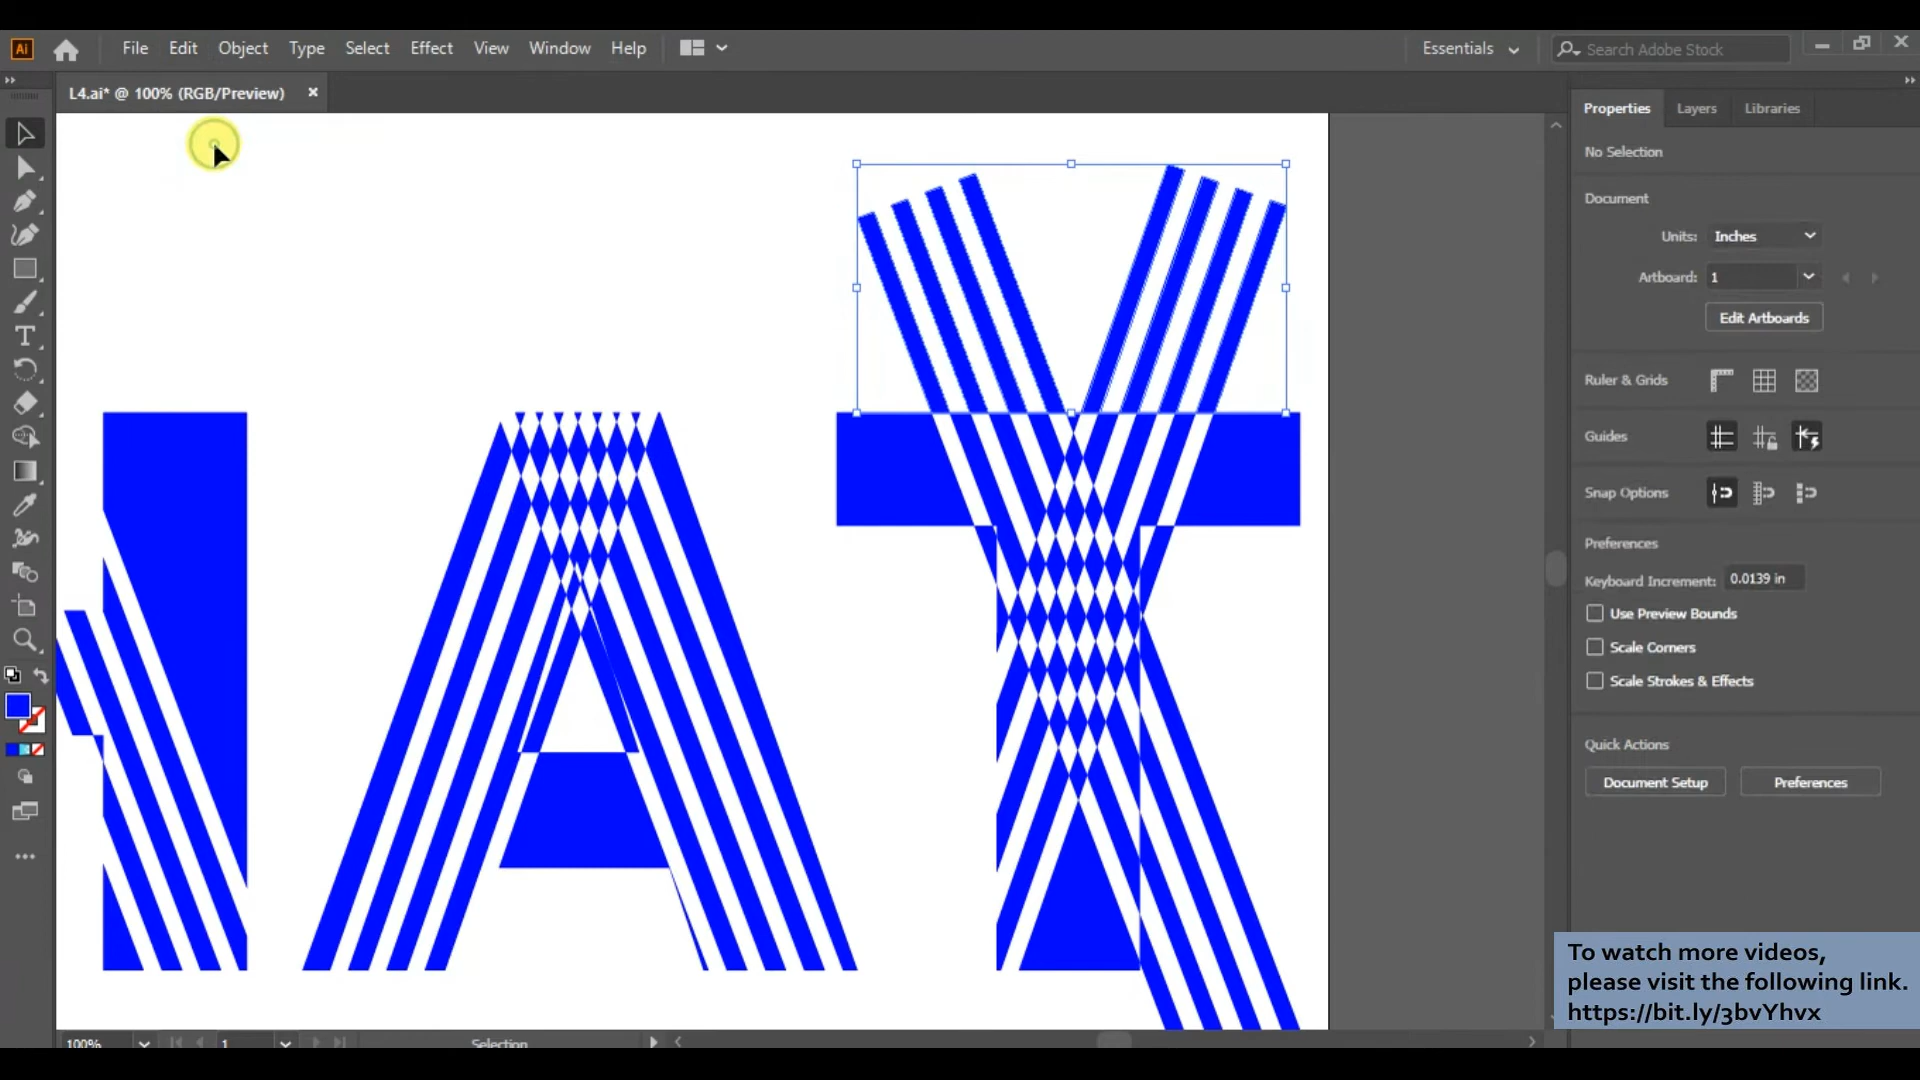 Ai File Edit Object Type Select Effect View Window Help Essentials Search Adobe Stock
L4.ai* @ 100% (RGB/Preview) ×
Properties Layers Libraries
No Selection
Document
Units: Inches
Artboard: 1
Edit Artboards
Ruler & Grids
Guides
Snap Options
Preferences
Keyboard Increment: 0.0139 in
Use Preview Bounds
Scale Corners
Scale Strokes & Effects
Quick Actions
Document Setup Preferences
NAT
To watch more videos,
please visit the following link.
https://bit.ly/3bvYhvx
100% 1 Selection